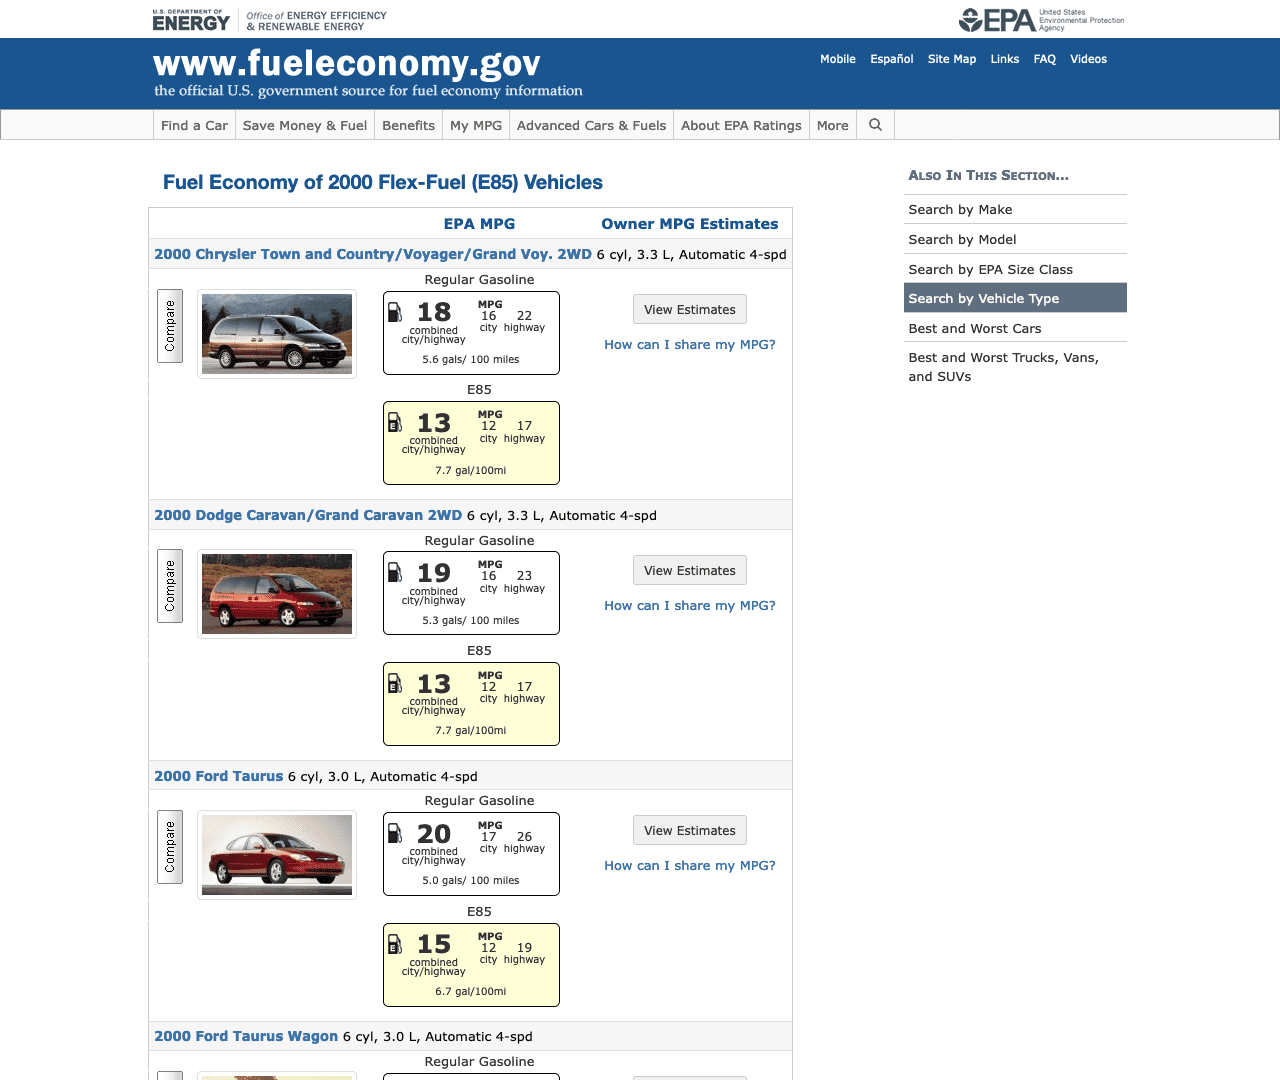 U.S. DEPARTMENT OF
ENERGY
Office of ENERGY EFFICIENCY
& RENEWABLE ENERGY
EPA
United States
Environmental Protection
Agency
www.fueleconomy.gov
the official U.S. government source for fuel economy information
Mobile Español Site Map Links FAQ Videos
Find a Car Save Money & Fuel Benefits My MPG Advanced Cars & Fuels About EPA Ratings More
Fuel Economy of 2000 Flex-Fuel (E85) Vehicles
EPA MPG Owner MPG Estimates
2000 Chrysler Town and Country/Voyager/Grand Voy. 2WD 6 cyl, 3.3 L, Automatic 4-spd
Compare
Regular Gasoline
18
combined
city/highway
MPG
16 22
city highway
5.6 gals/ 100 miles
View Estimates
How can I share my MPG?
E85
E
13
combined
city/highway
MPG
12 17
city highway
7.7 gal/100mi
2000 Dodge Caravan/Grand Caravan 2WD 6 cyl, 3.3 L, Automatic 4-spd
Compare
Regular Gasoline
19
combined
city/highway
MPG
16 23
city highway
5.3 gals/ 100 miles
View Estimates
How can I share my MPG?
E85
E
13
combined
city/highway
MPG
12 17
city highway
7.7 gal/100mi
2000 Ford Taurus 6 cyl, 3.0 L, Automatic 4-spd
Compare
Regular Gasoline
20
combined
city/highway
MPG
17 26
city highway
5.0 gals/ 100 miles
View Estimates
How can I share my MPG?
E85
E
15
combined
city/highway
MPG
12 19
city highway
6.7 gal/100mi
2000 Ford Taurus Wagon 6 cyl, 3.0 L, Automatic 4-spd
Regular Gasoline
Also In This Section...
Search by Make
Search by Model
Search by EPA Size Class
Search by Vehicle Type
Best and Worst Cars
Best and Worst Trucks, Vans,
and SUVs